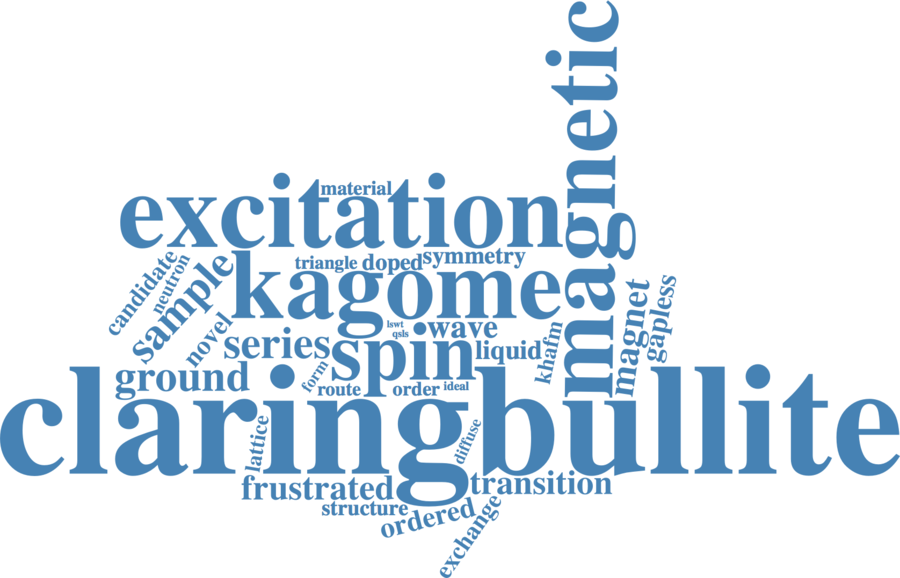 magnetic
material
excitation
candidate
neutron
sample
triangle
doped
symmetry
kagome
novel
series
lswt
qsls
wave
spin
liquid
khafm
magnet
gapless
ground
form
route
order
ideal
claringbullite
lattice
diffuse
frustrated
transition
structure
ordered
exchange